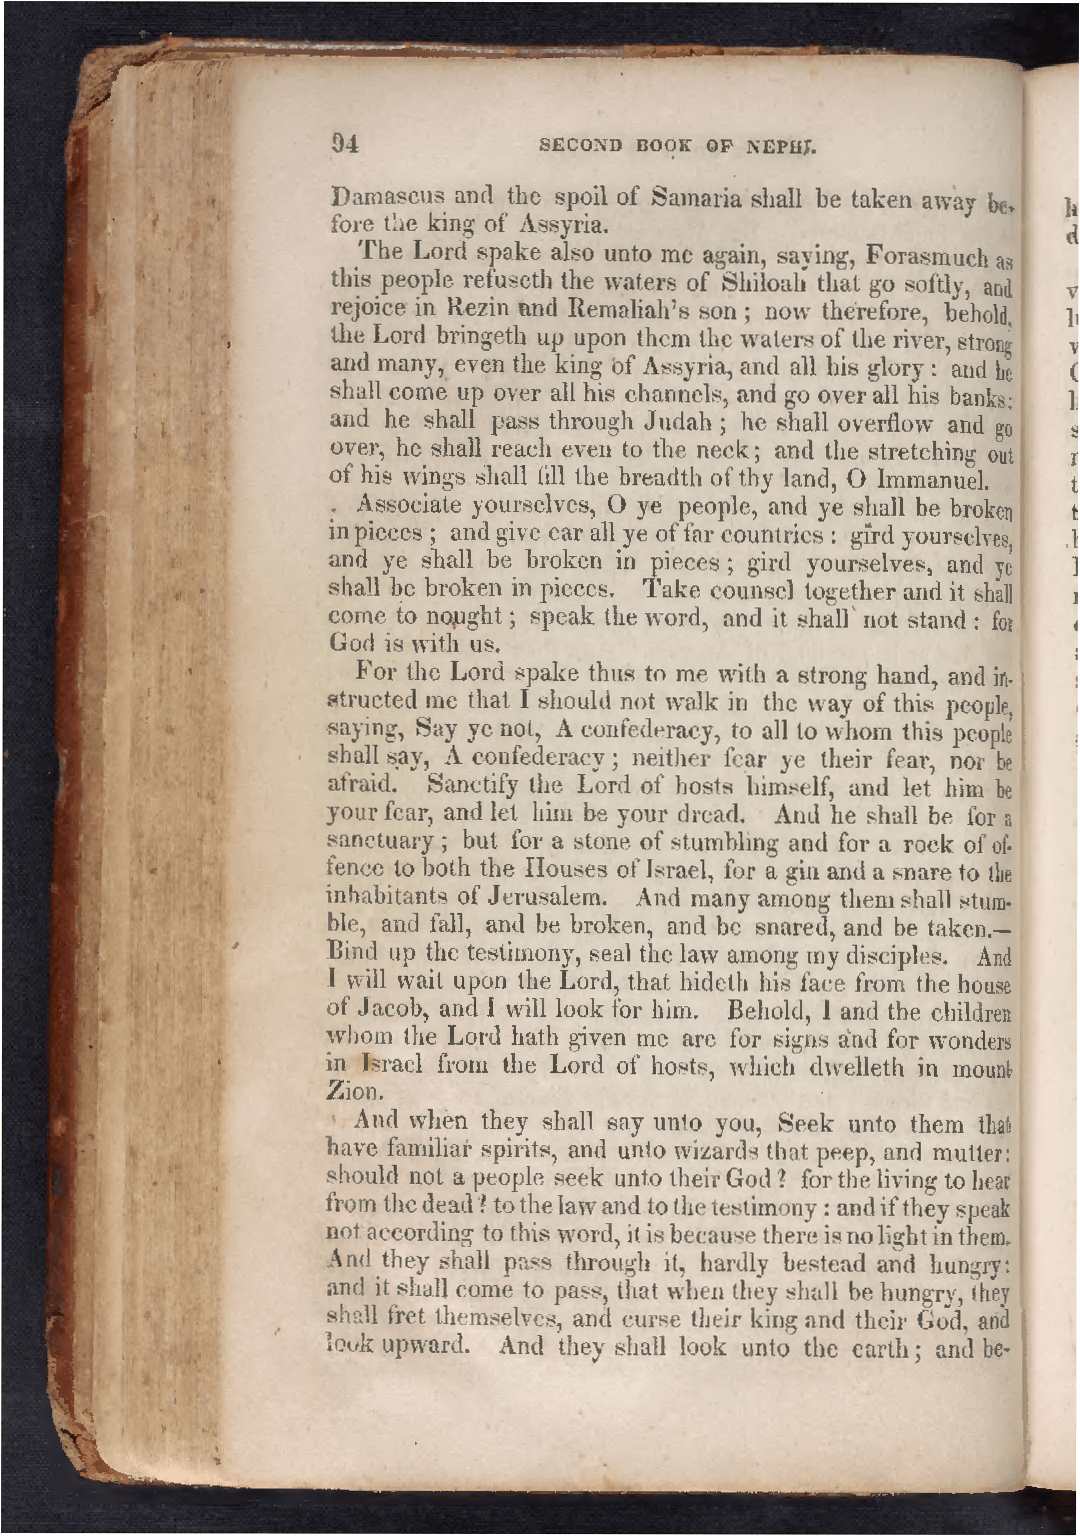 94 SECOND BOOK OF NEPHI.
Damascus and the spoil of Samaria shall be taken away be-
fore the king of Assyria.
The Lord spake also unto me again, saying, Forasmuch as
this people refuseth the waters of Shiloah that go softly, and
rejoice in Rezin and Remaliah's son; now therefore, behold,
the Lord bringeth up upon them the waters of the river, strong
and many, even the king of Assyria, and all his glory: and he
shall come up over all his channels, and go over all his banks:
and he shall pass through Judah; he shall overflow and go
over, he shall reach even to the neck; and the stretching out
of his wings shall fill the breadth of thy land, O Immanuel.
Associate yourselves, O ye people, and ye shall be broken
in pieces; and give ear all ye of far countries: gird yourselves,
and ye shall be broken in pieces; gird yourselves, and ye
shall be broken in pieces. Take counsel together and it shall
come to nought; speak the word, and it shall not stand: for
God is with us.
For the Lord spake thus to me with a strong hand, and in-
structed me that I should not walk in the way of this people,
saying, Say ye not, A confederacy, to all to whom this people
shall say, A confederacy; neither fear ye their fear, nor be
afraid. Sanctify the Lord of hosts himself, and let him be
your fear, and let him be your dread. And he shall be for a
sanctuary; but for a stone of stumbling and for a rock of of-
fence to both the Houses of Israel, for a gin and a snare to the
inhabitants of Jerusalem. And many among them shall stum-
ble, and fall, and be broken, and be snared, and be taken.—
Bind up the testimony, seal the law among my disciples. And
I will wait upon the Lord, that hideth his face from the house
of Jacob, and I will look for him. Behold, I and the children
whom the Lord hath given me are for signs and for wonders
in Israel from the Lord of hosts, which dwelleth in mount
Zion.
And when they shall say unto you, Seek unto them that
have familiar spirits, and unto wizards that peep, and mutter:
should not a people seek unto their God? for the living to hear
from the dead? to the law and to the testimony: and if they speak
not according to this word, it is because there is no light in them.
And they shall pass through it, hardly bestead and hungry:
and it shall come to pass, that when they shall be hungry, they
shall fret themselves, and curse their king and their God, and
look upward. And they shall look unto the earth; and be-